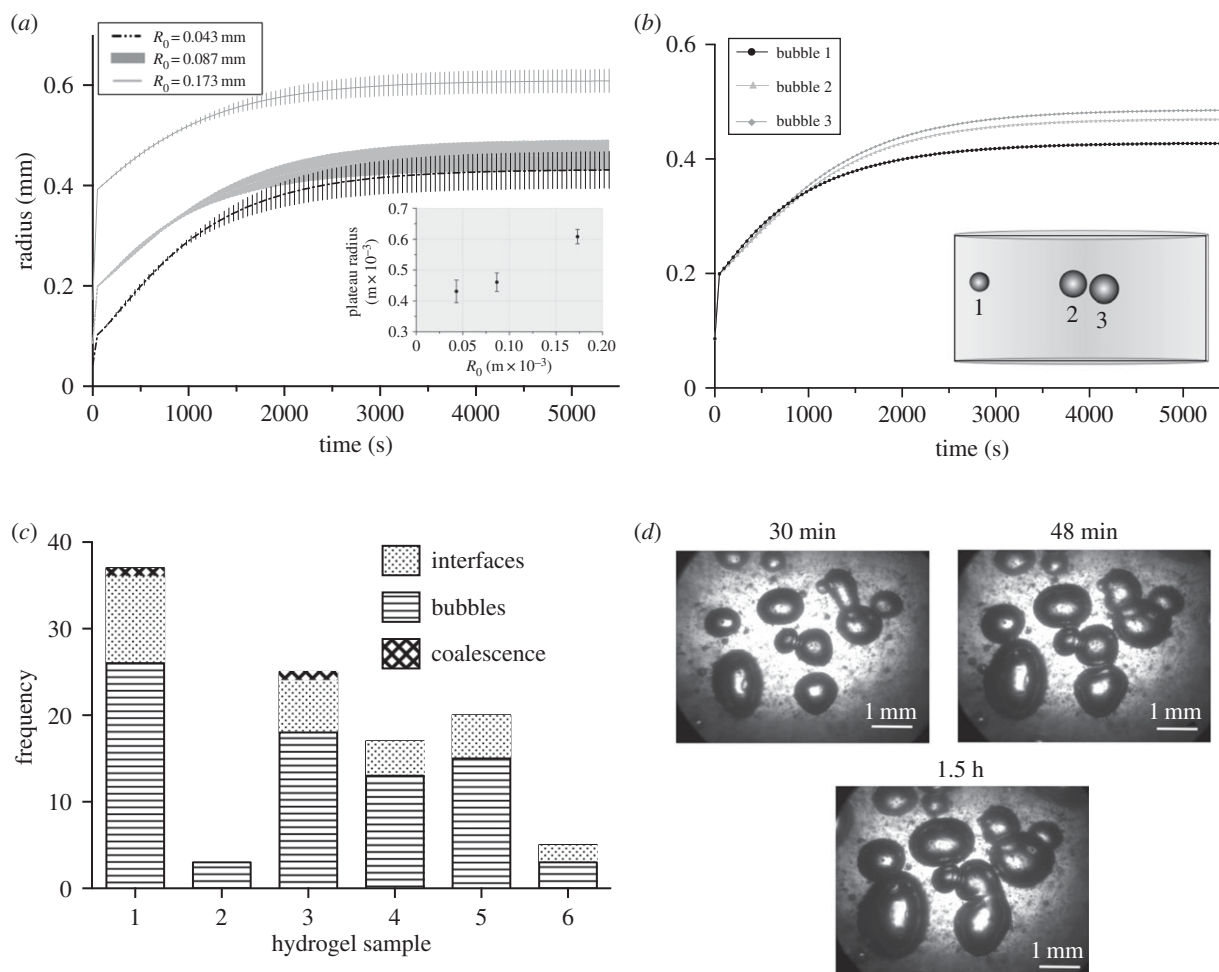 (a)
R0 = 0.043 mm
R0 = 0.087 mm
R0 = 0.173 mm
0.6
0.4
0.2
0
radius (mm)
0 1000 2000 3000 4000 5000
time (s)
0.7
0.6
0.5
0.4
0.3
plateau radius
(m × 10−3)
0 0.05 0.10 0.15 0.20
R0 (m × 10−3)
(b)
bubble 1
bubble 2
bubble 3
0.6
0.4
0.2
0
1 2 3
0 1000 2000 3000 4000 5000
time (s)
(c)
40
30
20
10
0
frequency
interfaces
bubbles
coalescence
1 2 3 4 5 6
hydrogel sample
(d)
30 min
1 mm
48 min
1 mm
1.5 h
1 mm